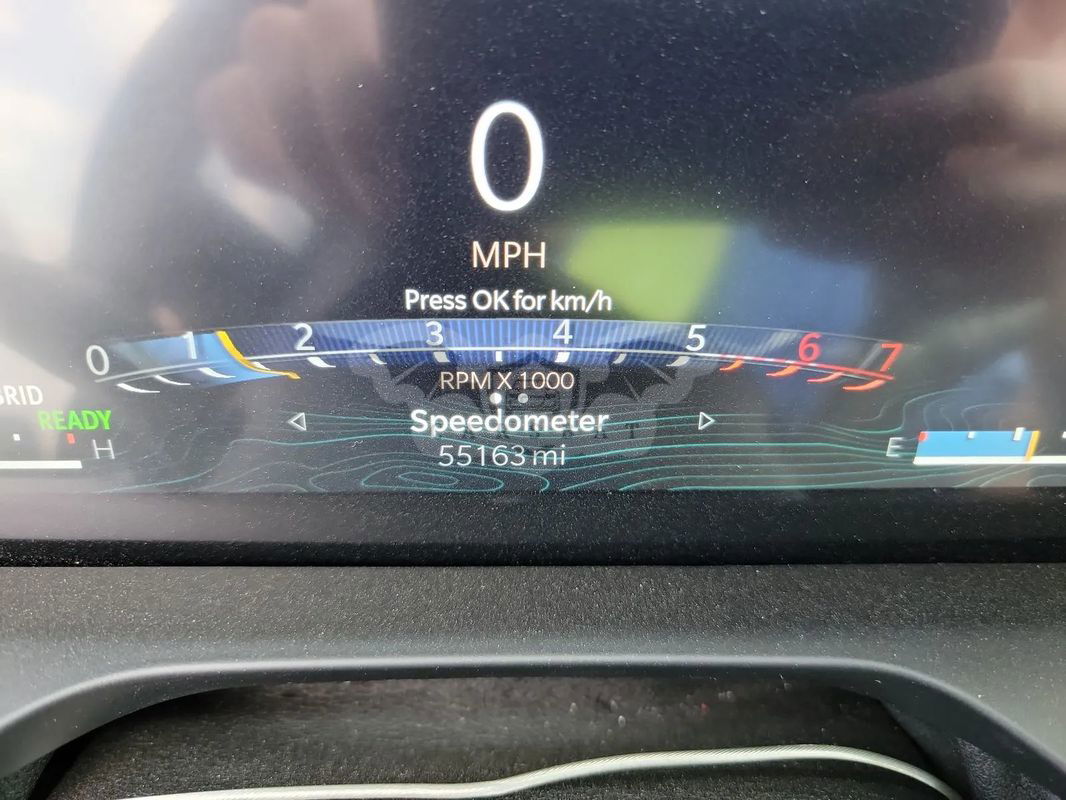 0
MPH
Press OK for km/h
0 1 2 3 4 5 6 7
RPM X 1000
BRID
READY
Speedometer
H
E
55163 mi